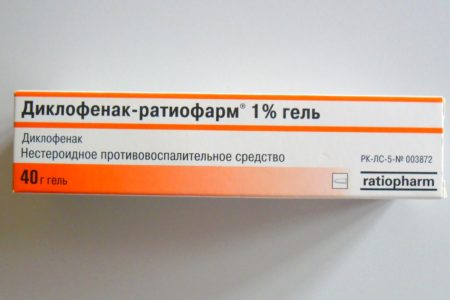 Диклофенак-ратиофарм® 1% гель
Диклофенак
Нестероидное противовоспалительное средство
РК-ЛС-5-№ 003872
40 г гель
ratiopharm